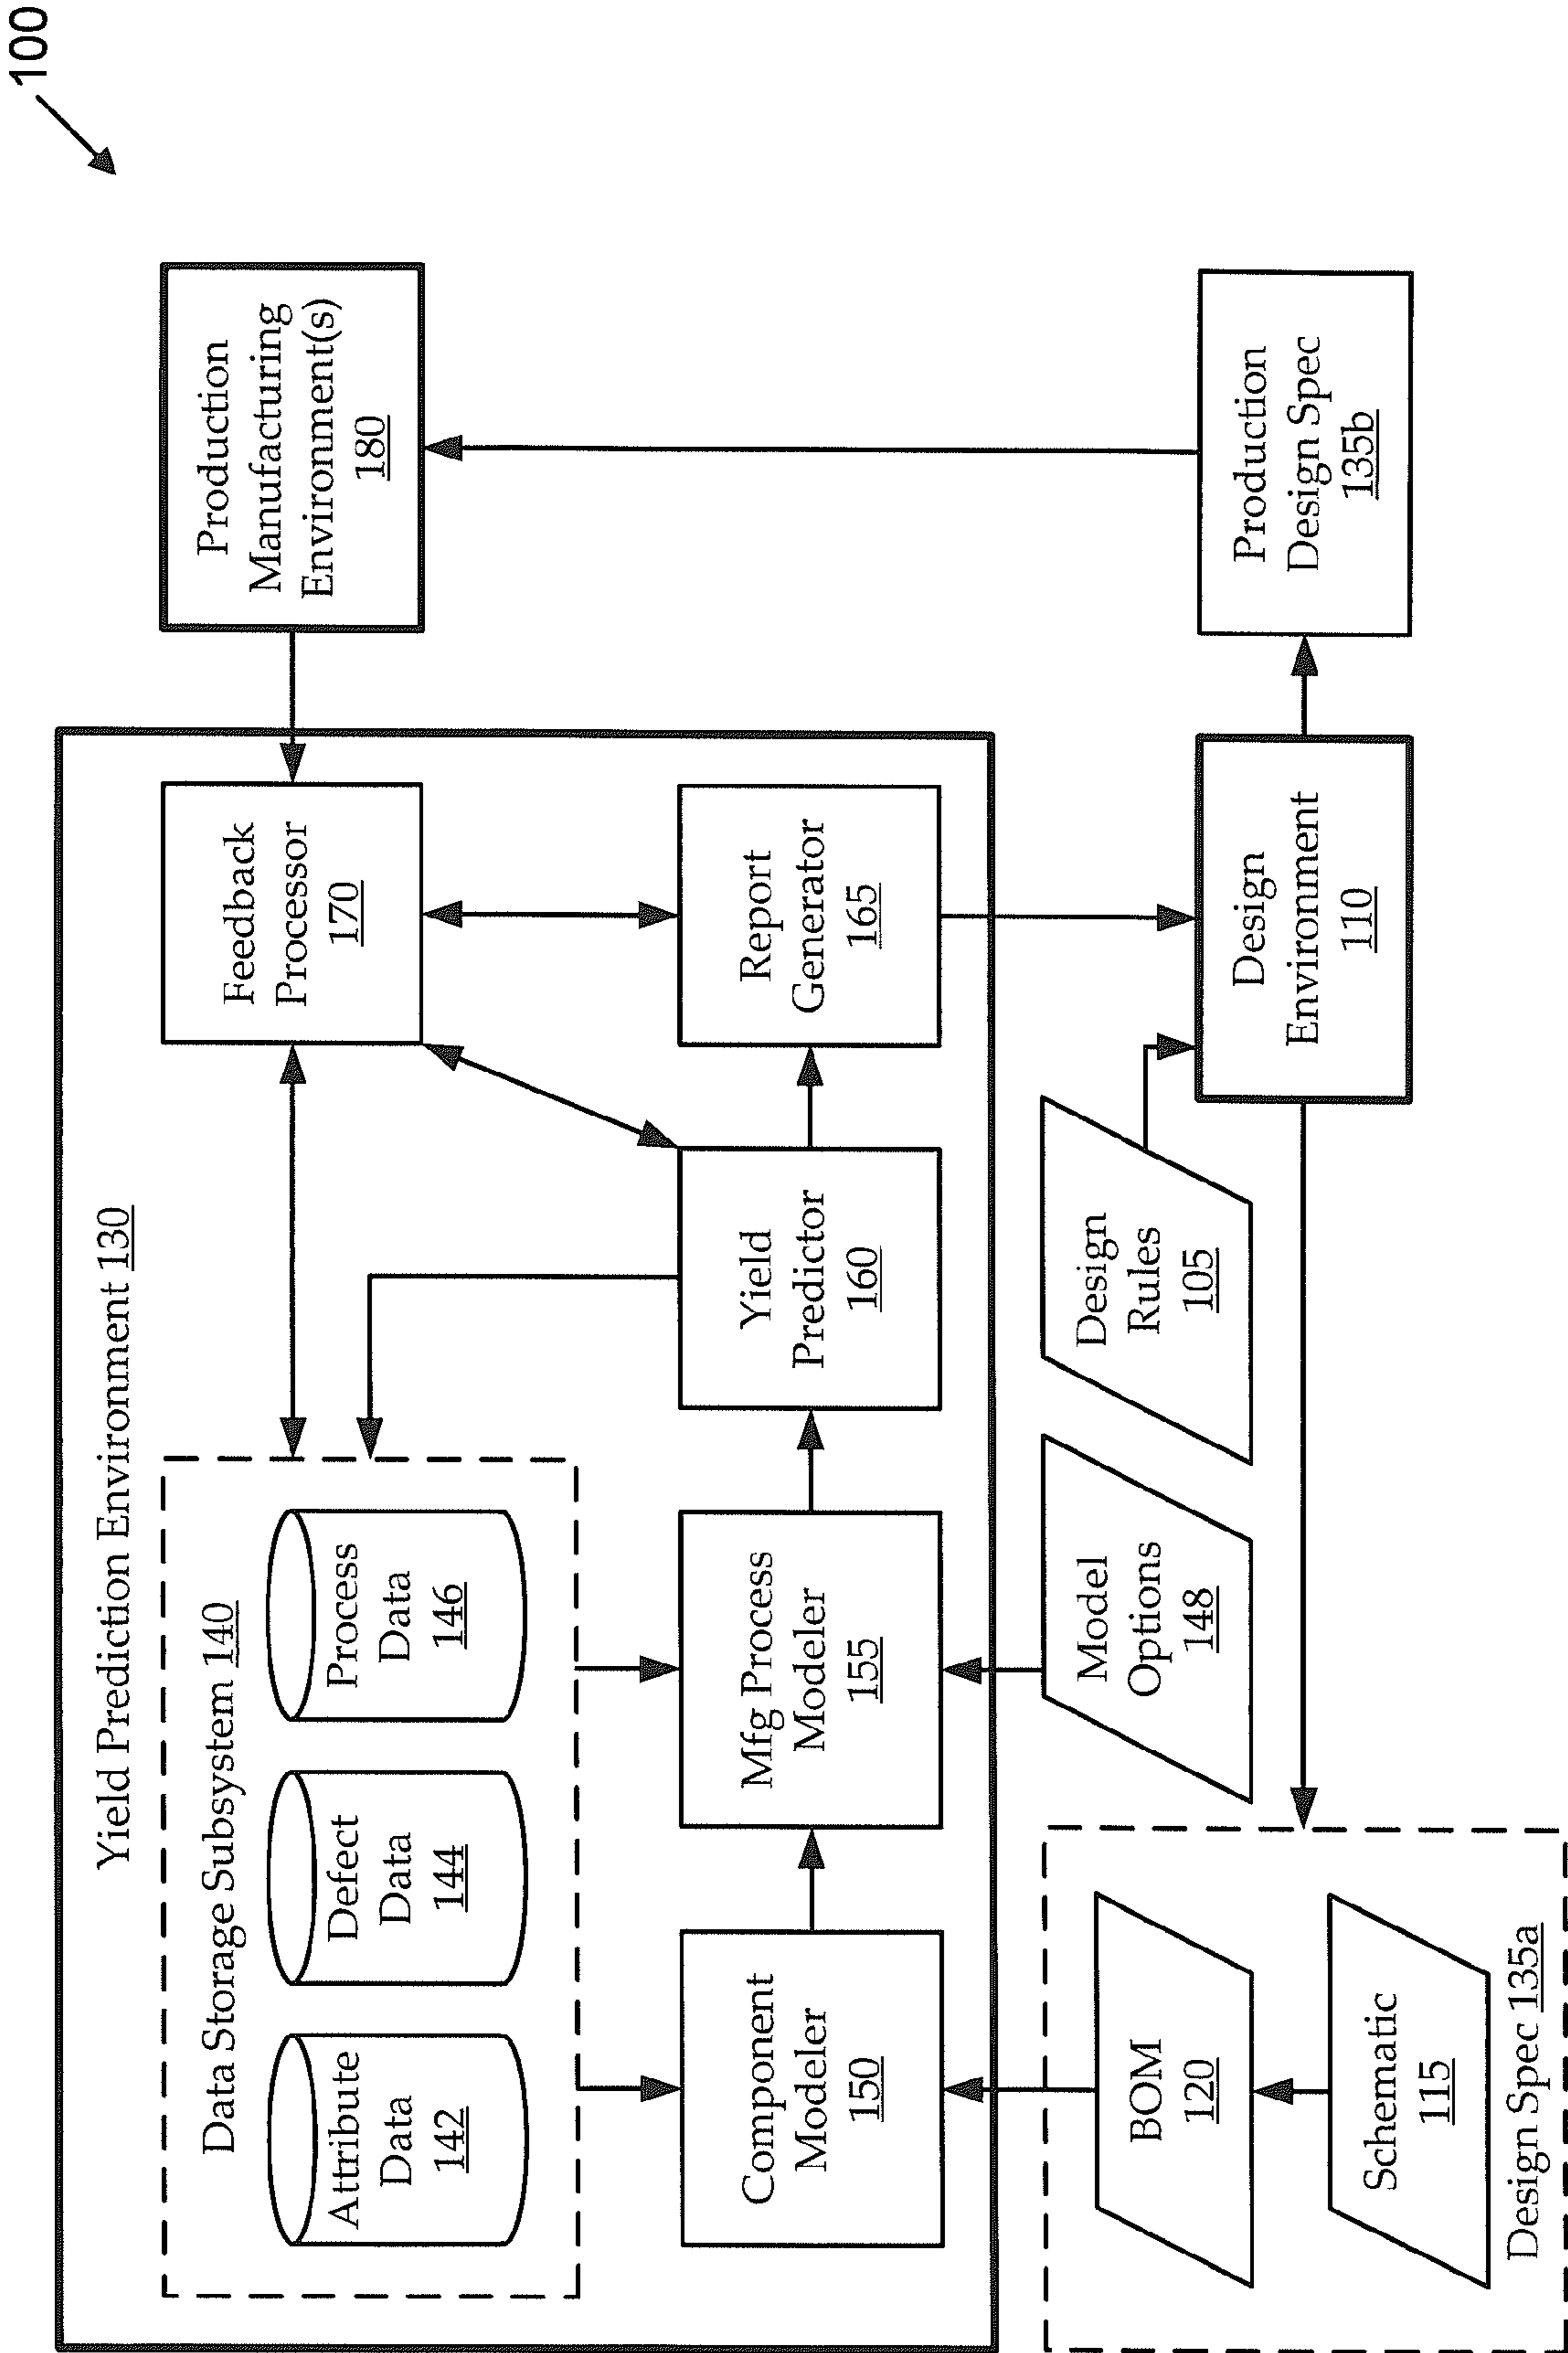 100
Yield Prediction Environment 130
Data Storage Subsystem 140
Attribute
Data
142
Defect
Data
144
Process
Data
146
Feedback
Processor
170
Production
Manufacturing
Environment(s)
180
Component
Modeler
150
Mfg Process
Modeler
155
Yield
Predictor
160
Report
Generator
165
BOM
120
Schematic
115
Design Spec 135a
Model
Options
148
Design
Rules
105
Design
Environment
110
Production
Design Spec
135b